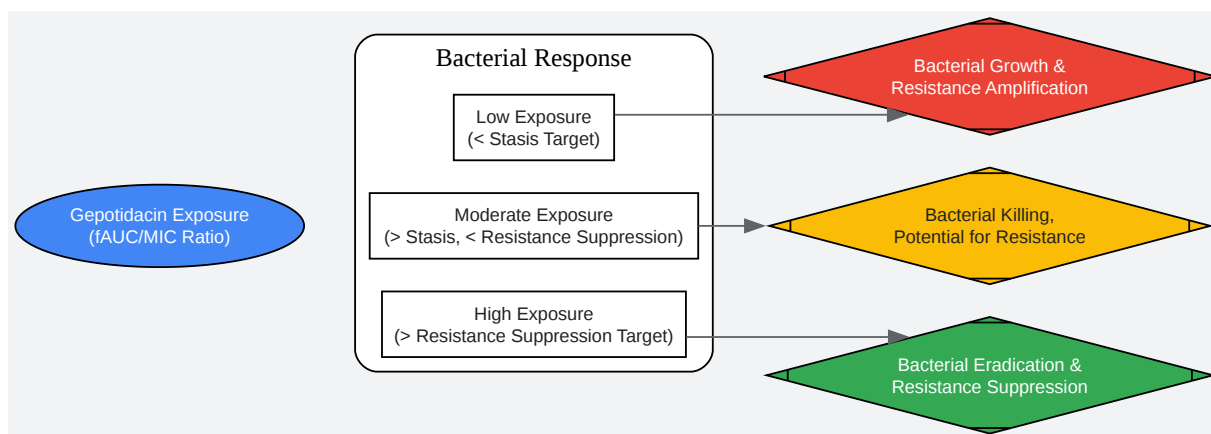 Gepotidacin Exposure
(fAUC/MIC Ratio)
Bacterial Response
Low Exposure
(< Stasis Target)
Moderate Exposure
(> Stasis, < Resistance Suppression)
High Exposure
(> Resistance Suppression Target)
Bacterial Growth &
Resistance Amplification
Bacterial Killing,
Potential for Resistance
Bacterial Eradication &
Resistance Suppression